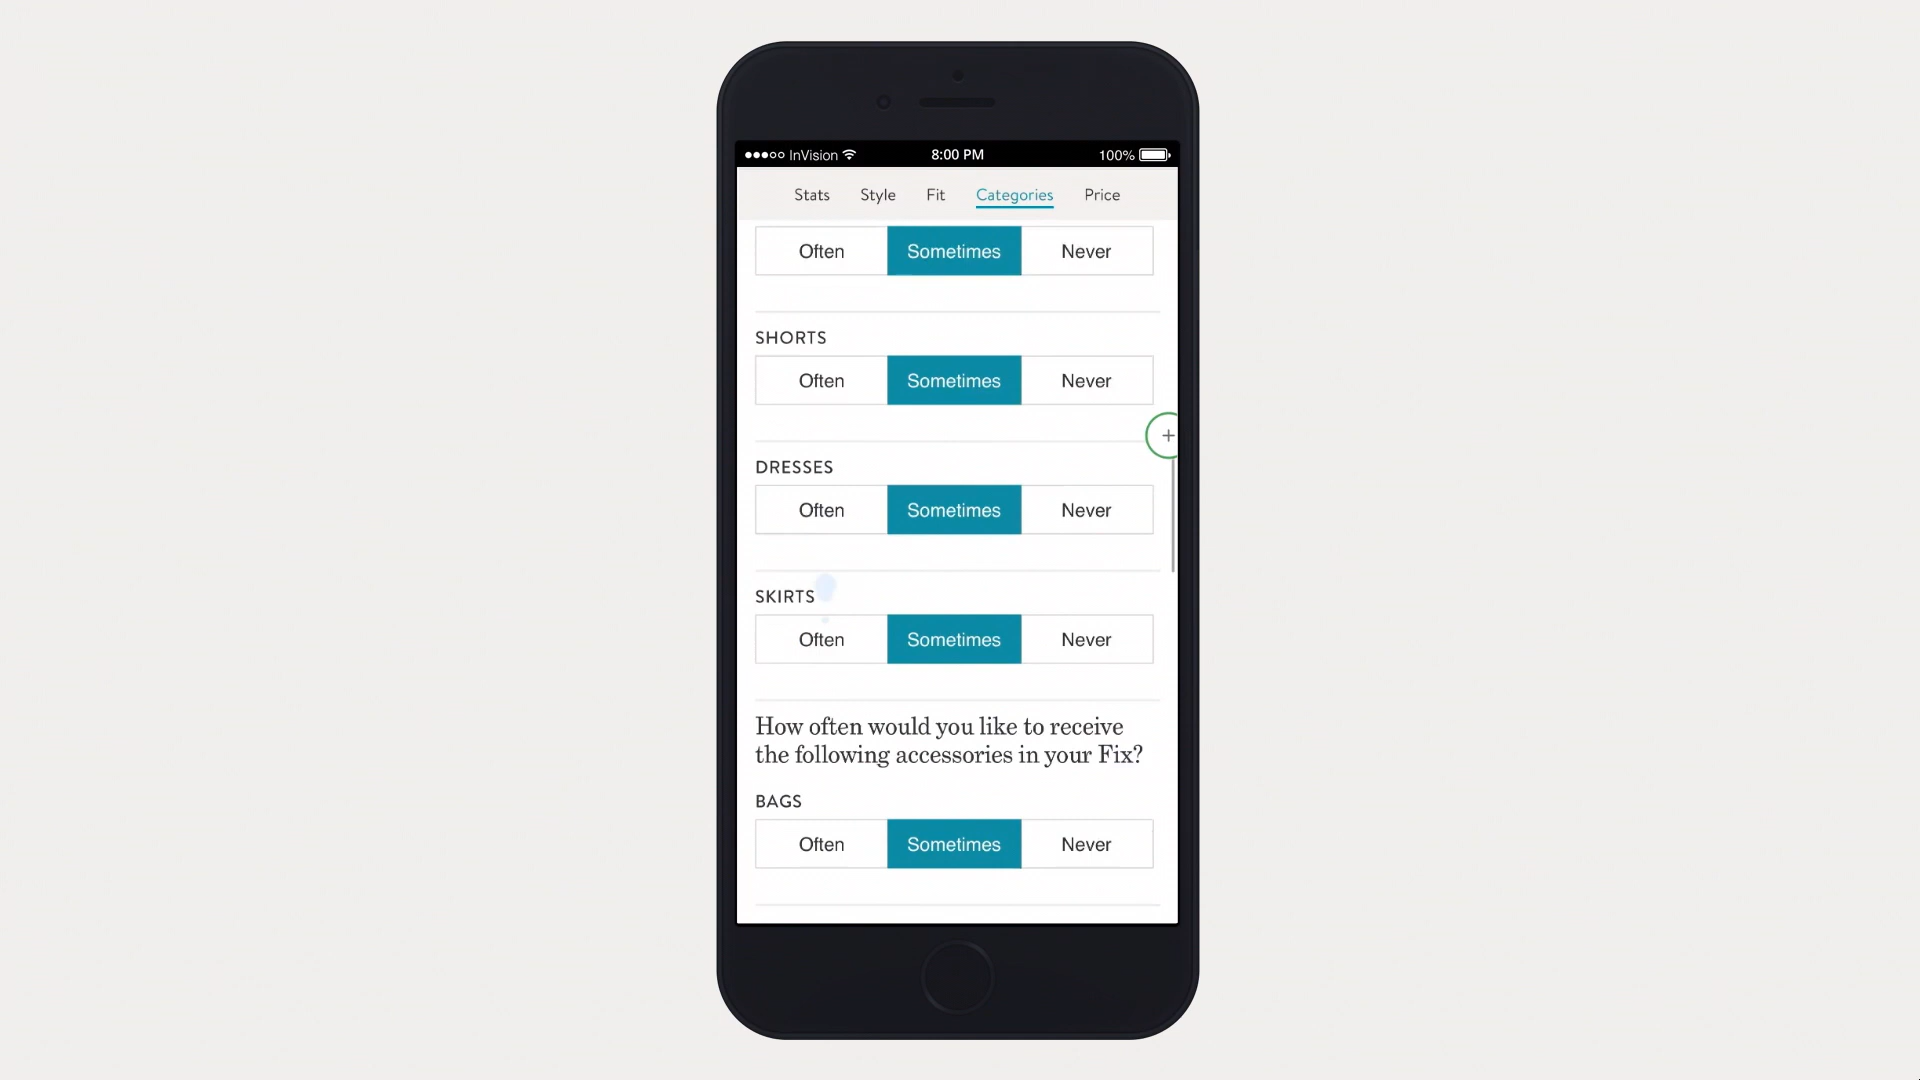 InVision 8:00 PM 100%
Stats Style Fit Categories Price
Often Sometimes Never
SHORTS
Often Sometimes Never
DRESSES
Often Sometimes Never
SKIRTS
Often Sometimes Never
How often would you like to receive
the following accessories in your Fix?
BAGS
Often Sometimes Never